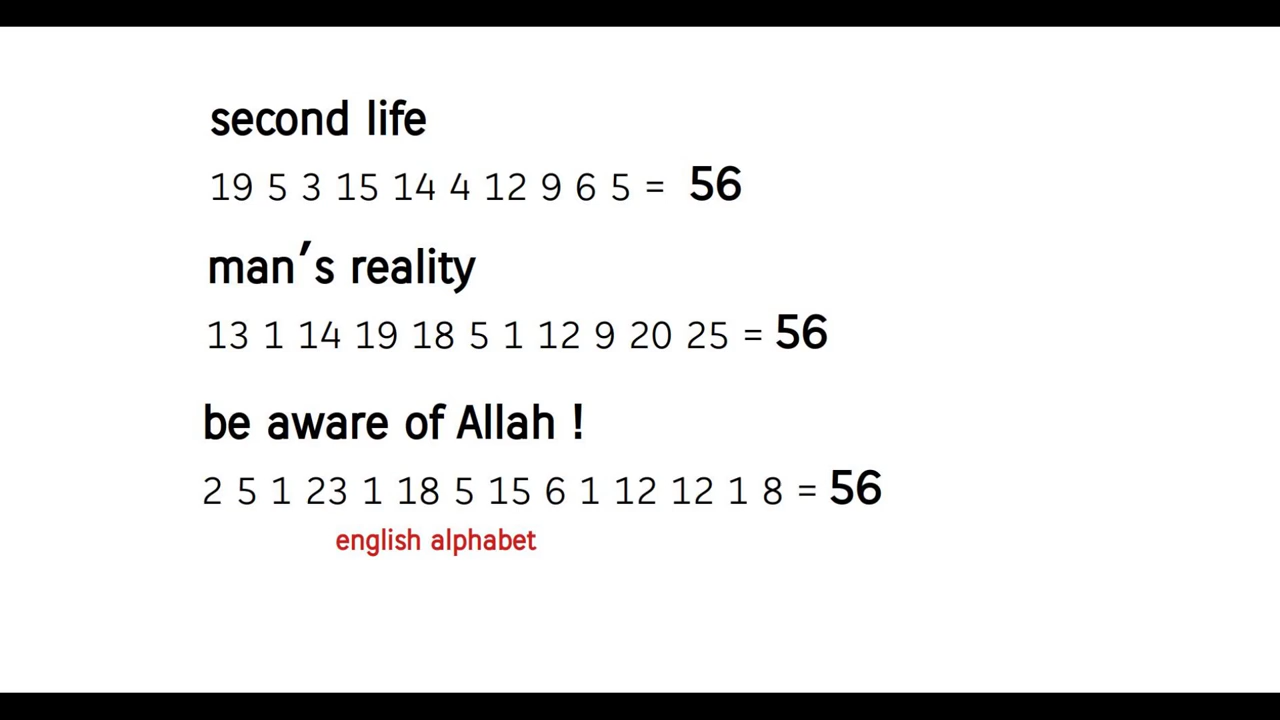 second life
19 5 3 15 14 4 12 9 6 5 = 56
man's reality
13 1 14 19 18 5 1 12 9 20 25 = 56
be aware of Allah !
2 5 1 23 1 18 5 15 6 1 12 12 1 8 = 56
english alphabet